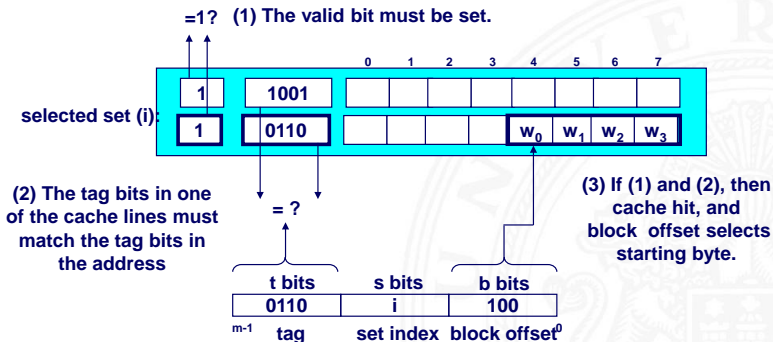 =1? (1) The valid bit must be set.
0 1 2 3 4 5 6 7
1 1001
selected set (i):
1 0110 w0 w1 w2 w3
(2) The tag bits in one
of the cache lines must
match the tag bits in
the address
= ?
(3) If (1) and (2), then
cache hit, and
block offset selects
starting byte.
t bits s bits b bits
0110 i 100
m-1 tag set index block offset 0